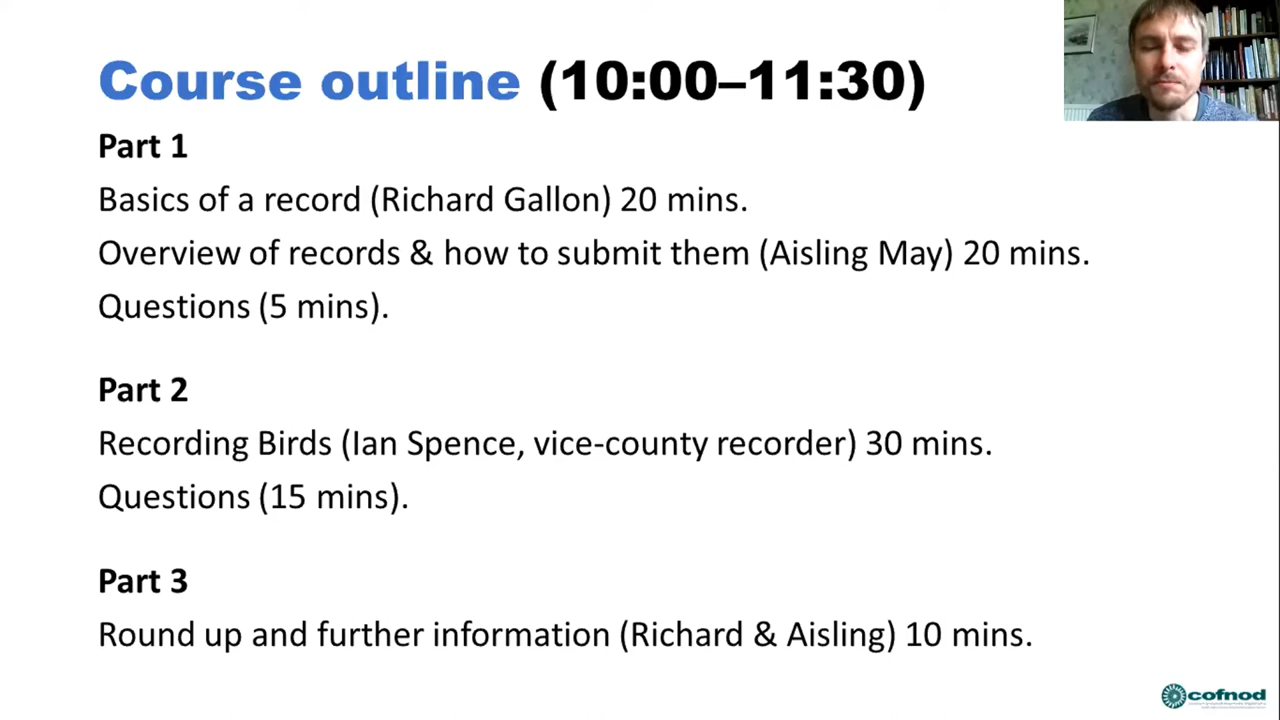 Course outline (10:00–11:30)
Part 1
Basics of a record (Richard Gallon) 20 mins.
Overview of records & how to submit them (Aisling May) 20 mins.
Questions (5 mins).
Part 2
Recording Birds (Ian Spence, vice-county recorder) 30 mins.
Questions (15 mins).
Part 3
Round up and further information (Richard & Aisling) 10 mins.
cofnod